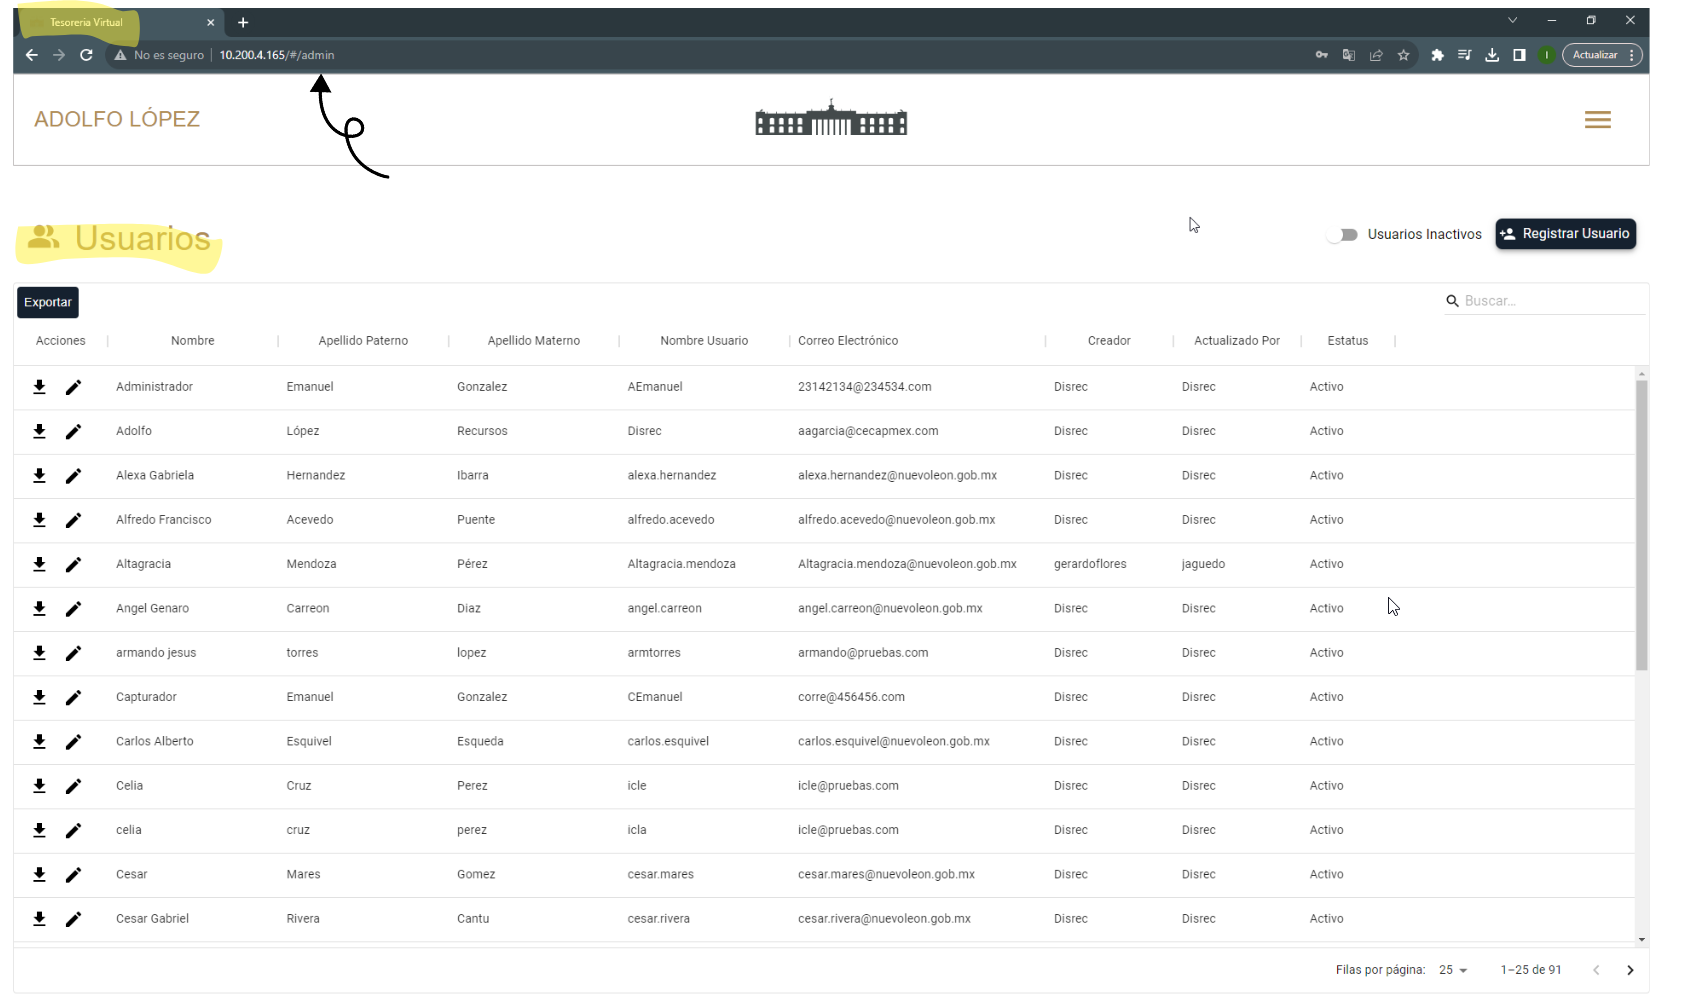 Tesoreria Virtual
No es seguro | 10.200.4.165/#/admin
Actualizar
ADOLFO LÓPEZ
Usuarios
Usuarios Inactivos
Registrar Usuario
Exportar
Buscar...
Acciones Nombre Apellido Paterno Apellido Materno Nombre Usuario Correo Electrónico Creador Actualizado Por Estatus
Administrador Emanuel Gonzalez AEmanuel 23142134@234534.com Disrec Disrec Activo
Adolfo López Recursos Disrec aagarcia@cecapmex.com Disrec Disrec Activo
Alexa Gabriela Hernandez Ibarra alexa.hernandez alexa.hernandez@nuevoleon.gob.mx Disrec Disrec Activo
Alfredo Francisco Acevedo Puente alfredo.acevedo alfredo.acevedo@nuevoleon.gob.mx Disrec Disrec Activo
Altagracia Mendoza Pérez Altagracia.mendoza Altagracia.mendoza@nuevoleon.gob.mx gerardoflores jaguedo Activo
Angel Genaro Carreon Diaz angel.carreon angel.carreon@nuevoleon.gob.mx Disrec Disrec Activo
armando jesus torres lopez armtorres armando@pruebas.com Disrec Disrec Activo
Capturador Emanuel Gonzalez CEmanuel corre@456456.com Disrec Disrec Activo
Carlos Alberto Esquivel Esqueda carlos.esquivel carlos.esquivel@nuevoleon.gob.mx Disrec Disrec Activo
Celia Cruz Perez icle icle@pruebas.com Disrec Disrec Activo
celia cruz perez icla icle@pruebas.com Disrec Disrec Activo
Cesar Mares Gomez cesar.mares cesar.mares@nuevoleon.gob.mx Disrec Disrec Activo
Cesar Gabriel Rivera Cantu cesar.rivera cesar.rivera@nuevoleon.gob.mx Disrec Disrec Activo
Filas por página: 25 1–25 de 91